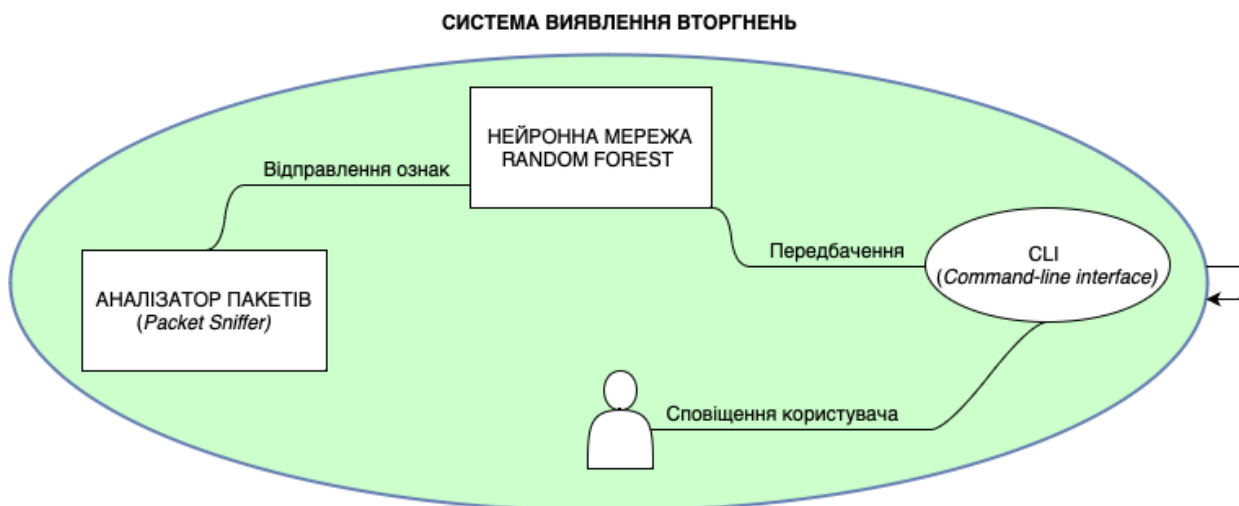 СИСТЕМА ВИЯВЛЕННЯ ВТОРГНЕНЬ
НЕЙРОННА МЕРЕЖА
RANDOM FOREST
Відправлення ознак
Передбачення
CLI
(Command-line interface)
АНАЛІЗАТОР ПАКЕТІВ
(Packet Sniffer)
Сповіщення користувача